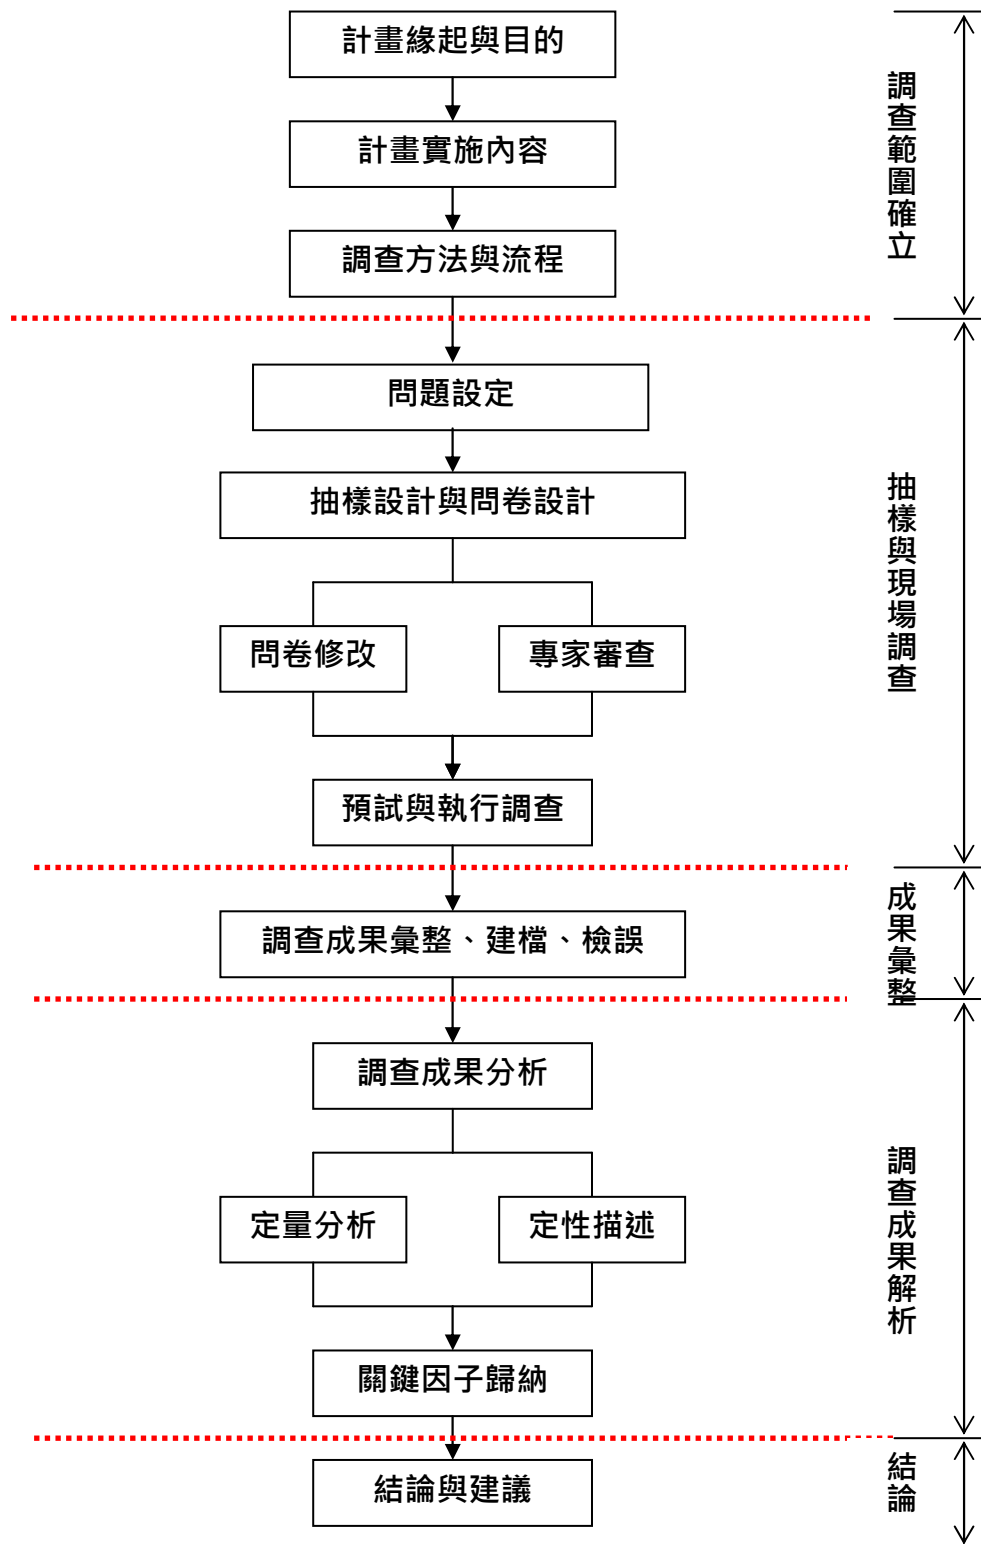 計畫緣起與目的
計畫實施內容
調查方法與流程
調查範圍確立
問題設定
抽樣設計與問卷設計
問卷修改
專家審查
預試與執行調查
抽樣與現場調查
調查成果彙整、建檔、檢誤
成果彙整
調查成果分析
定量分析
定性描述
關鍵因子歸納
調查成果解析
結論與建議
結論